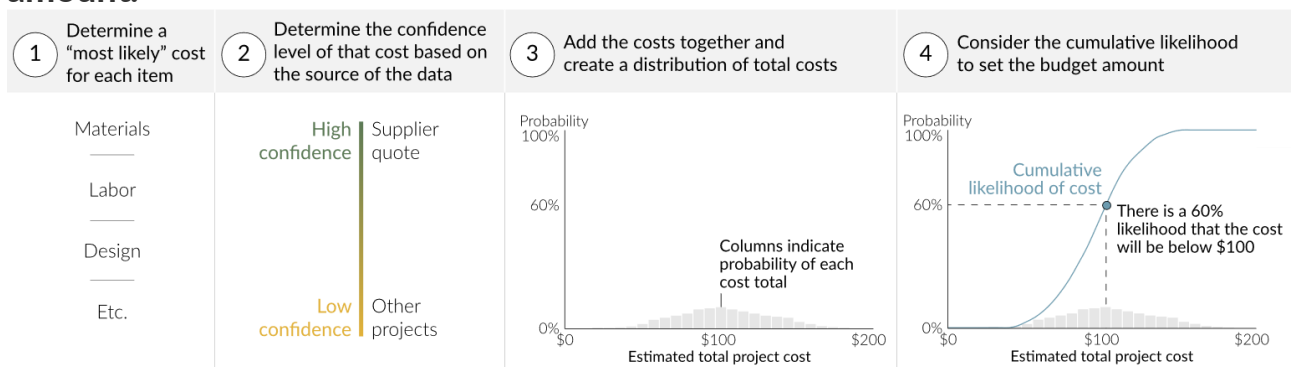 1
Determine a
“most likely” cost
for each item
2
Determine the confidence
level of that cost based on
the source of the data
3
Add the costs together and
create a distribution of total costs
4
Consider the cumulative likelihood
to set the budget amount
Materials
Labor
Design
Etc.
High
confidence
Supplier
quote
Low
confidence
Other
projects
Probability
100%
60%
Columns indicate
probability of each
cost total
0%
$0
$100
$200
Estimated total project cost
Probability
100%
Cumulative
likelihood of cost
60%
There is a 60%
likelihood that the cost
will be below $100
0%
$0
$100
$200
Estimated total project cost